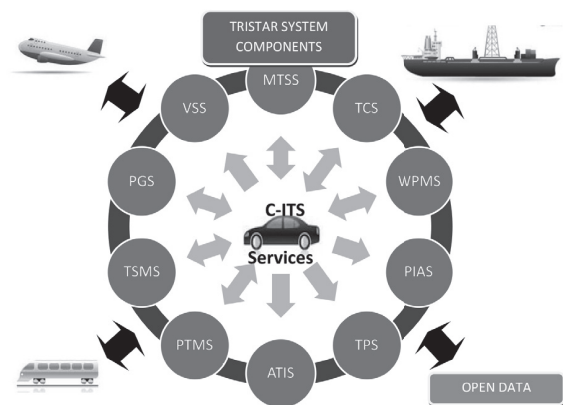 TRISTAR SYSTEM
COMPONENTS
MTSS
VSS
TCS
PGS
WPMS
C-ITS
Services
TSMS
PIAS
PTMS
TPS
ATIS
OPEN DATA